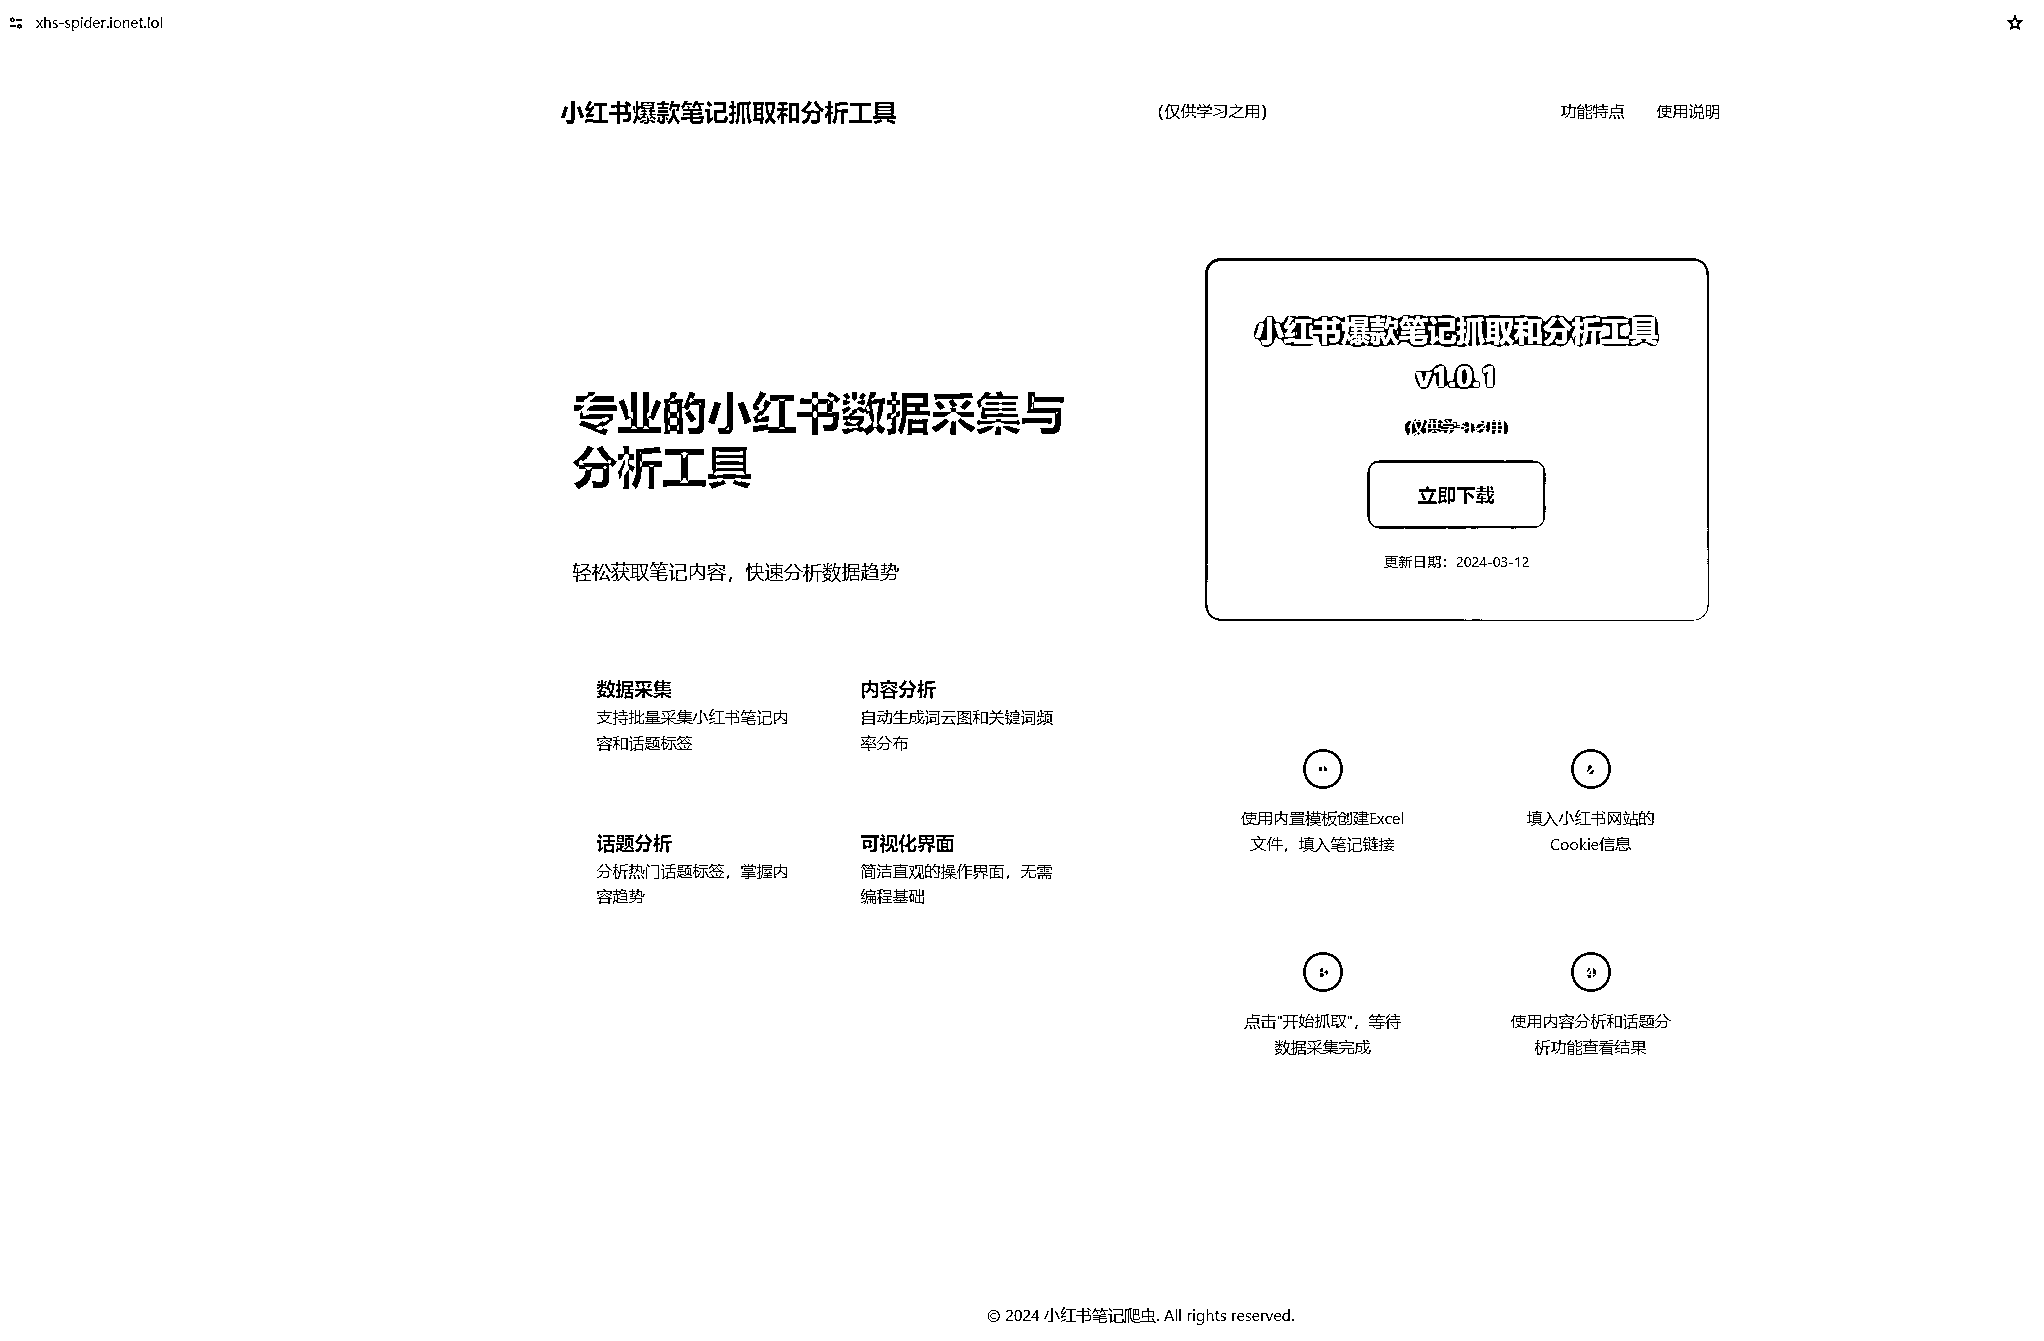 xhs-spider.ionet.lol
小红书爆款笔记抓取和分析工具
(仅供学习之用)
功能特点
使用说明
专业的小红书数据采集与
分析工具
轻松获取笔记内容，快速分析数据趋势
数据采集
支持批量采集小红书笔记内
容和话题标签
内容分析
自动生成词云图和关键词频
率分布
话题分析
分析热门话题标签，掌握内
容趋势
可视化界面
简洁直观的操作界面，无需
编程基础
小红书爆款笔记抓取和分析工具
v1.0.1
(仅供学习之用)
立即下载
更新日期：2024-03-12
使用内置模板创建Excel
文件，填入笔记链接
填入小红书网站的
Cookie信息
点击"开始抓取"，等待
数据采集完成
使用内容分析和话题分
析功能查看结果
© 2024 小红书笔记爬虫. All rights reserved.